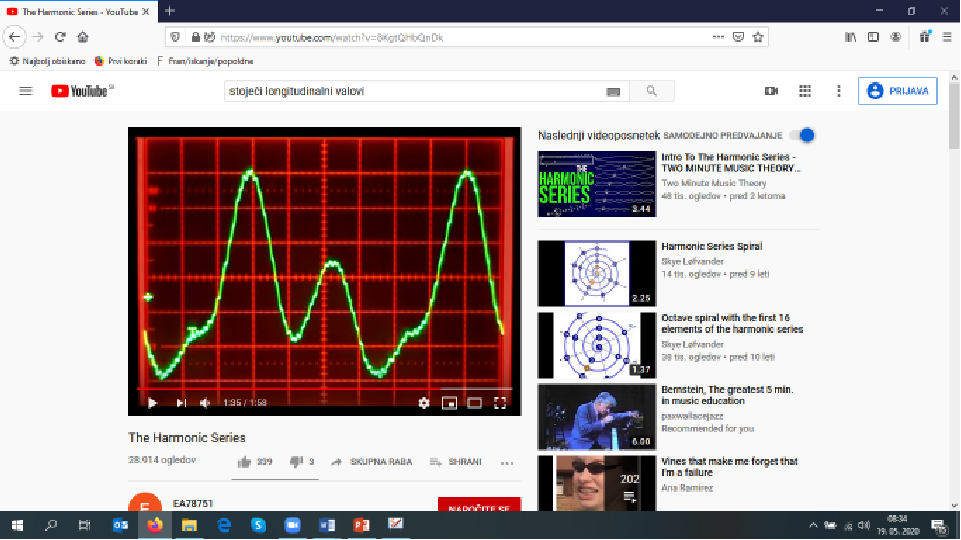 The Harmonic Series - YouTube
https://www.youtube.com/watch?v=8KgtQHbQnDk
Najbolj obiskano
Prvi koraki
Fran/iskanje/popoldne
YouTube SI
stoječi longitudinalni valovi
PRIJAVA
1:35 / 1:58
The Harmonic Series
28.914 ogledov
339
3
SKUPNA RABA
SHRANI
EA78751
NAROČITE SE
Naslednji videoposnetek
SAMODEJNO PREDVAJANJE
THE
HARMONIC
SERIES
2.44
Intro To The Harmonic Series -
TWO MINUTE MUSIC THEORY...
Two Minute Music Theory
48 tis. ogledov • pred 2 letoma
2.25
Harmonic Series Spiral
Skye Løfvander
14 tis. ogledov • pred 9 leti
1.37
Octave spiral with the first 16
elements of the harmonic series
Skye Løfvander
38 tis. ogledov • pred 10 leti
6.00
Bernstein, The greatest 5 min.
in music education
paxwallacejazz
Recommended for you
202
Vines that make me forget that
I'm a failure
Ana Ramirez
08:34
19. 05. 2020